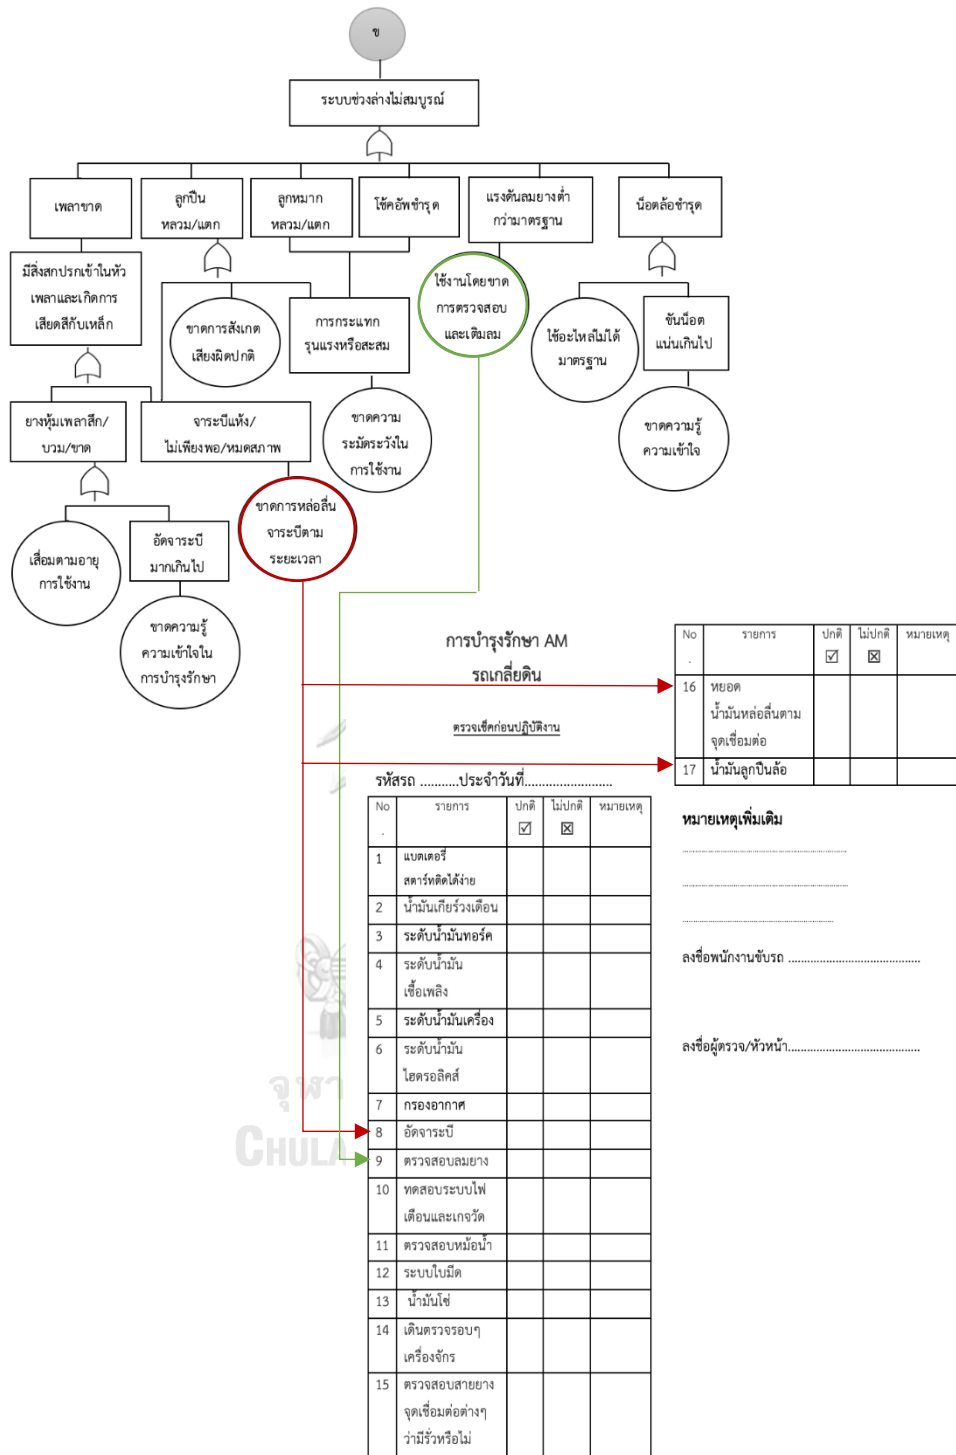 ข
ระบบช่วงล่างไม่สมบูรณ์
เพลาขาด
ลูกปืน
หลวม/แตก
ลูกหมาก
หลวม/แตก
โช้คอัพชำรุด
แรงดันลมยางต่ำ
กว่ามาตรฐาน
น็อตล้อชำรุด
มีสิ่งสกปรกเข้าในหัว
เพลาและเกิดการ
เสียดสีกับเหล็ก
ขาดการสังเกต
เสียงผิดปกติ
การกระแทก
รุนแรงหรือสะสม
ใช้งานโดยขาด
การตรวจสอบ
และเติมลม
ใช้อะไหล่ไม่ได้
มาตรฐาน
ขันน็อต
แน่นเกินไป
ยางหุ้มเพลาสึก/
บวม/ขาด
จาระบีแห้ง/
ไม่เพียงพอ/หมดสภาพ
ขาดความ
ระมัดระวังใน
การใช้งาน
ขาดความรู้
ความเข้าใจ
เสื่อมตามอายุ
การใช้งาน
อัดจาระบี
มากเกินไป
ขาดการหล่อลื่น
จาระบีตาม
ระยะเวลา
ขาดความรู้
ความเข้าใจใน
การบำรุงรักษา
การบำรุงรักษา AM
รถเกลี่ยดิน
ตรวจเช็คก่อนปฏิบัติงาน
รหัสรถ ..........ประจำวันที่......................
No รายการ ปกติ ไม่ปกติ หมายเหตุ
. ☑ ☒
1 แบตเตอรี่
สตาร์ทติดได้ง่าย
2 น้ำมันเกียร์วงเดือน
3 ระดับน้ำมันทอร์ค
4 ระดับน้ำมัน
เชื้อเพลิง
5 ระดับน้ำมันเครื่อง
6 ระดับน้ำมัน
ไฮดรอลิคส์
7 กรองอากาศ
8 อัดจาระบี
9 ตรวจสอบลมยาง
10 ทดสอบระบบไฟ
เตือนและเกจวัด
11 ตรวจสอบหม้อน้ำ
12 ระบบใบมีด
13 น้ำมันโซ่
14 เดินตรวจรอบๆ
เครื่องจักร
15 ตรวจสอบสายยาง
จุดเชื่อมต่อต่างๆ
ว่ามีรั่วหรือไม่
No รายการ ปกติ ไม่ปกติ หมายเหตุ
. ☑ ☒
16 หยอด
น้ำมันหล่อลื่นตาม
จุดเชื่อมต่อ
17 น้ำมันลูกปืนล้อ
หมายเหตุเพิ่มเติม
ลงชื่อพนักงานขับรถ ........................................
ลงชื่อผู้ตรวจ/หัวหน้า........................................
จุฬา
CHULA